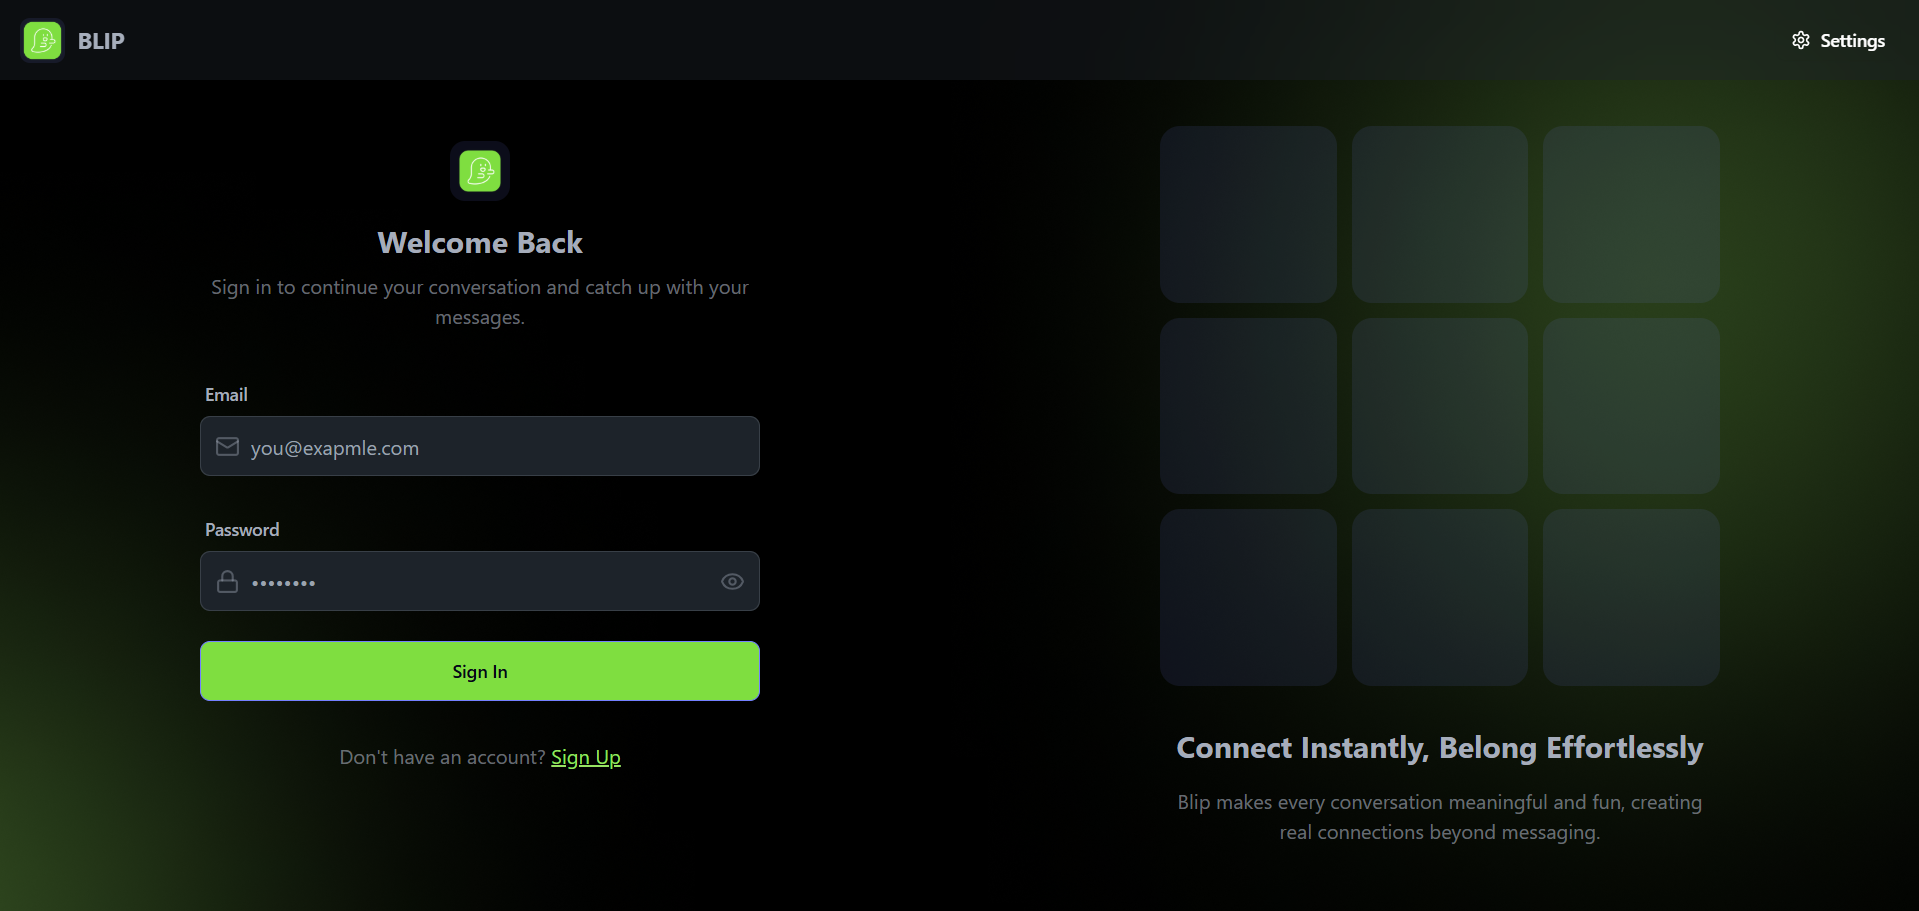 BLIP
Settings
Welcome Back
Sign in to continue your conversation and catch up with your
messages.
Email
you@exapmle.com
Password
••••••••
Sign In
Don't have an account? Sign Up
Connect Instantly, Belong Effortlessly
Blip makes every conversation meaningful and fun, creating
real connections beyond messaging.